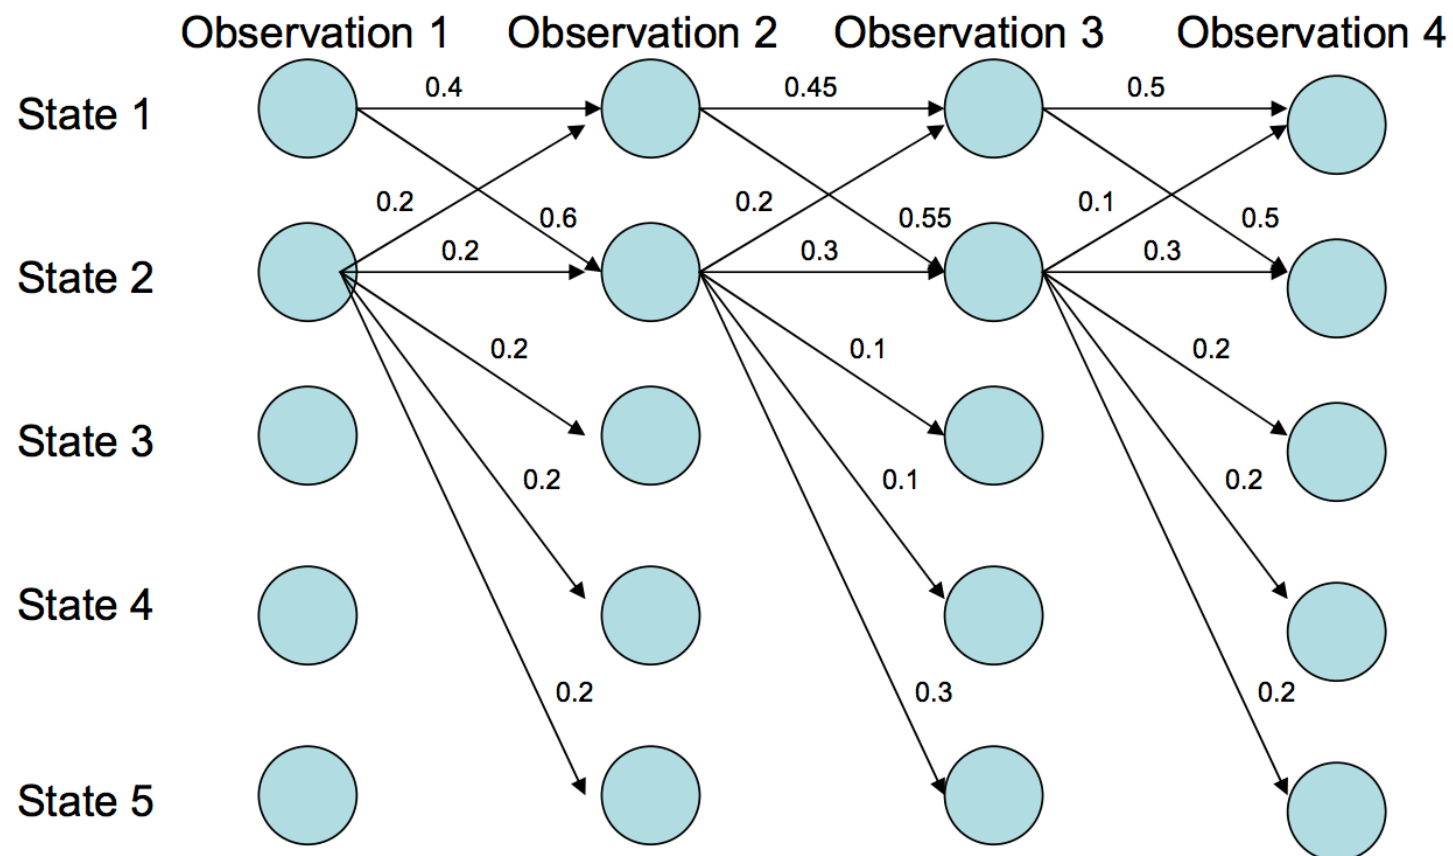 Observation 1 Observation 2 Observation 3 Observation 4
State 1
0.4 0.45 0.5
0.2 0.6 0.2 0.55 0.1 0.5
State 2
0.2 0.3 0.3
0.2 0.1 0.2
State 3
0.2 0.1 0.2
State 4
0.2 0.3 0.2
State 5